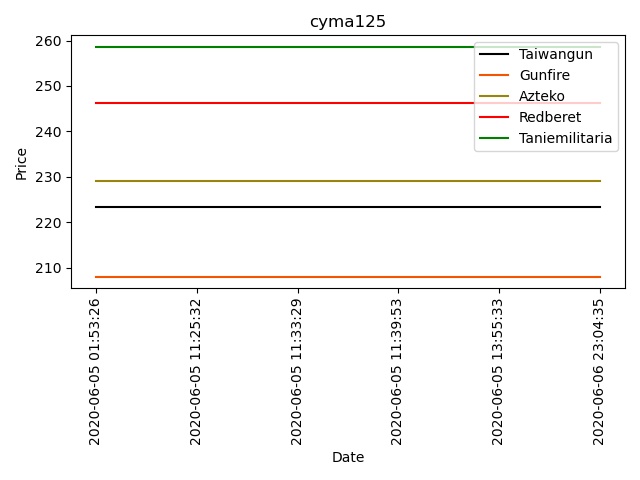 cyma125
Price
260
250
240
230
220
210
Taiwangun
Gunfire
Azteko
Redberet
Taniemilitaria
2020-06-05 01:53:26
2020-06-05 11:25:32
2020-06-05 11:33:29
2020-06-05 11:39:53
2020-06-05 13:55:33
2020-06-06 23:04:35
Date